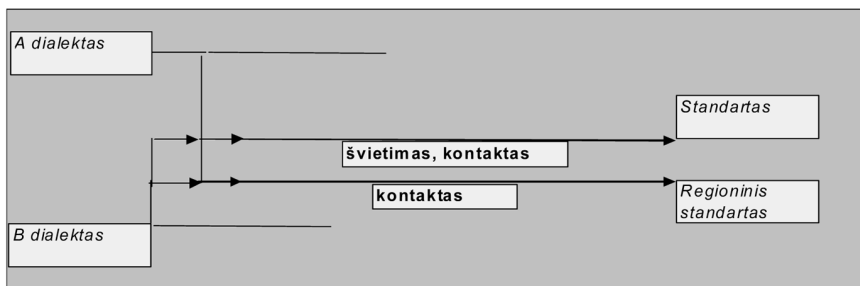 A dialektas
Standartas
švietimas, kontaktas
kontaktas
Regioninis
standartas
B dialektas